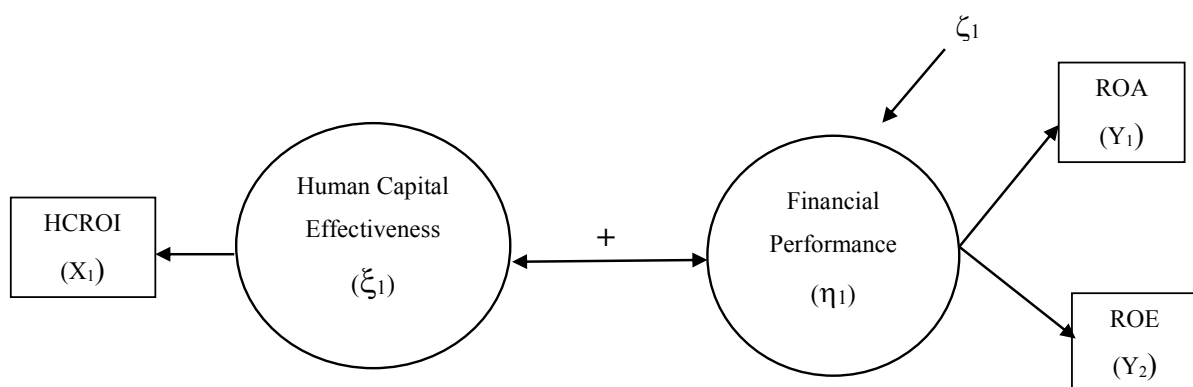 HCROI
(X₁)
Human Capital
Effectiveness
(ξ₁)
+
Financial
Performance
(η₁)
ζ₁
ROA
(Y₁)
ROE
(Y₂)